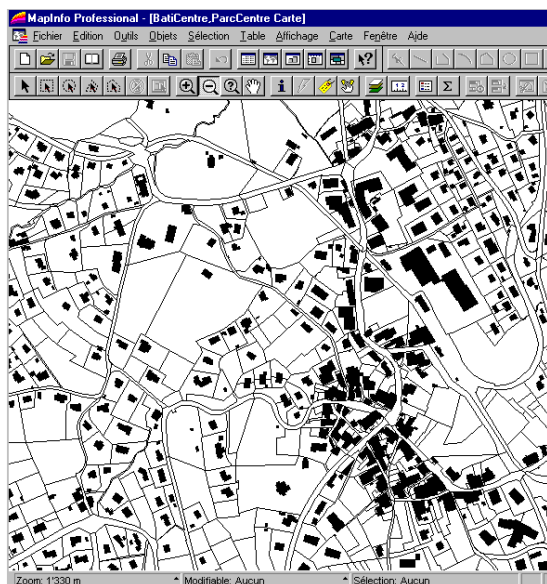 MapInfo Professional - [BatiCentre,ParcCentre Carte]
Fichier Edition Outils Objets Sélection Table Affichage Carte Fenêtre Aide
Zoom: 1'330 m Modifiable: Aucun Sélection: Aucun